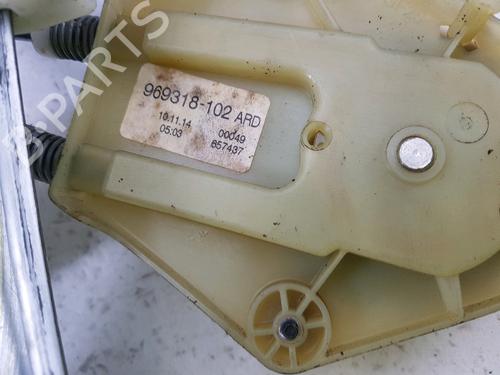 B-PARTS
969318-102 ARD
10.11.14 00049
05:03 857437